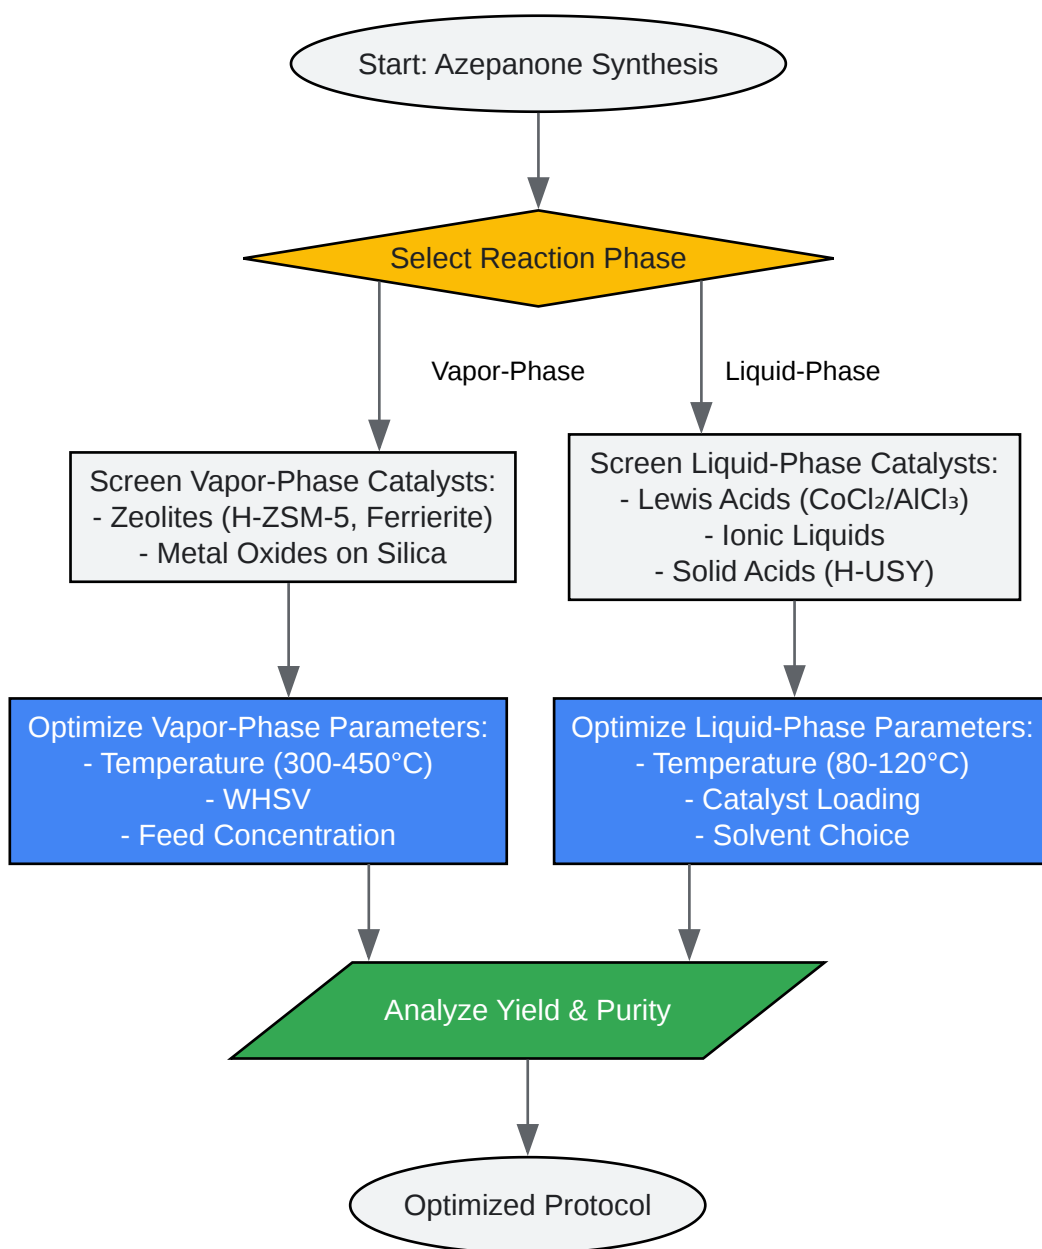 Start: Azepanone Synthesis
Select Reaction Phase
Vapor-Phase
Liquid-Phase
Screen Vapor-Phase Catalysts:
- Zeolites (H-ZSM-5, Ferrierite)
- Metal Oxides on Silica
Screen Liquid-Phase Catalysts:
- Lewis Acids (CoCl₂/AlCl₃)
- Ionic Liquids
- Solid Acids (H-USY)
Optimize Vapor-Phase Parameters:
- Temperature (300-450°C)
- WHSV
- Feed Concentration
Optimize Liquid-Phase Parameters:
- Temperature (80-120°C)
- Catalyst Loading
- Solvent Choice
Analyze Yield & Purity
Optimized Protocol